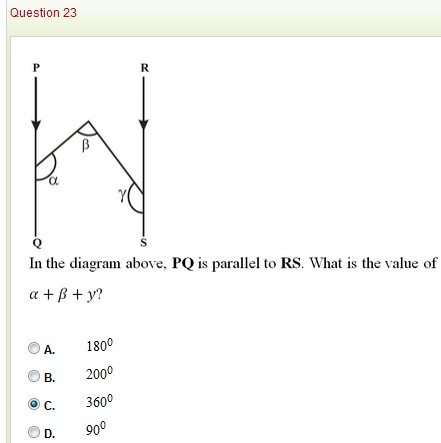 Question 23
P R
β
α γ
Q S
In the diagram above, PQ is parallel to RS. What is the value of
α + β + y?
A. 180⁰
B. 200⁰
C. 360⁰
D. 90⁰